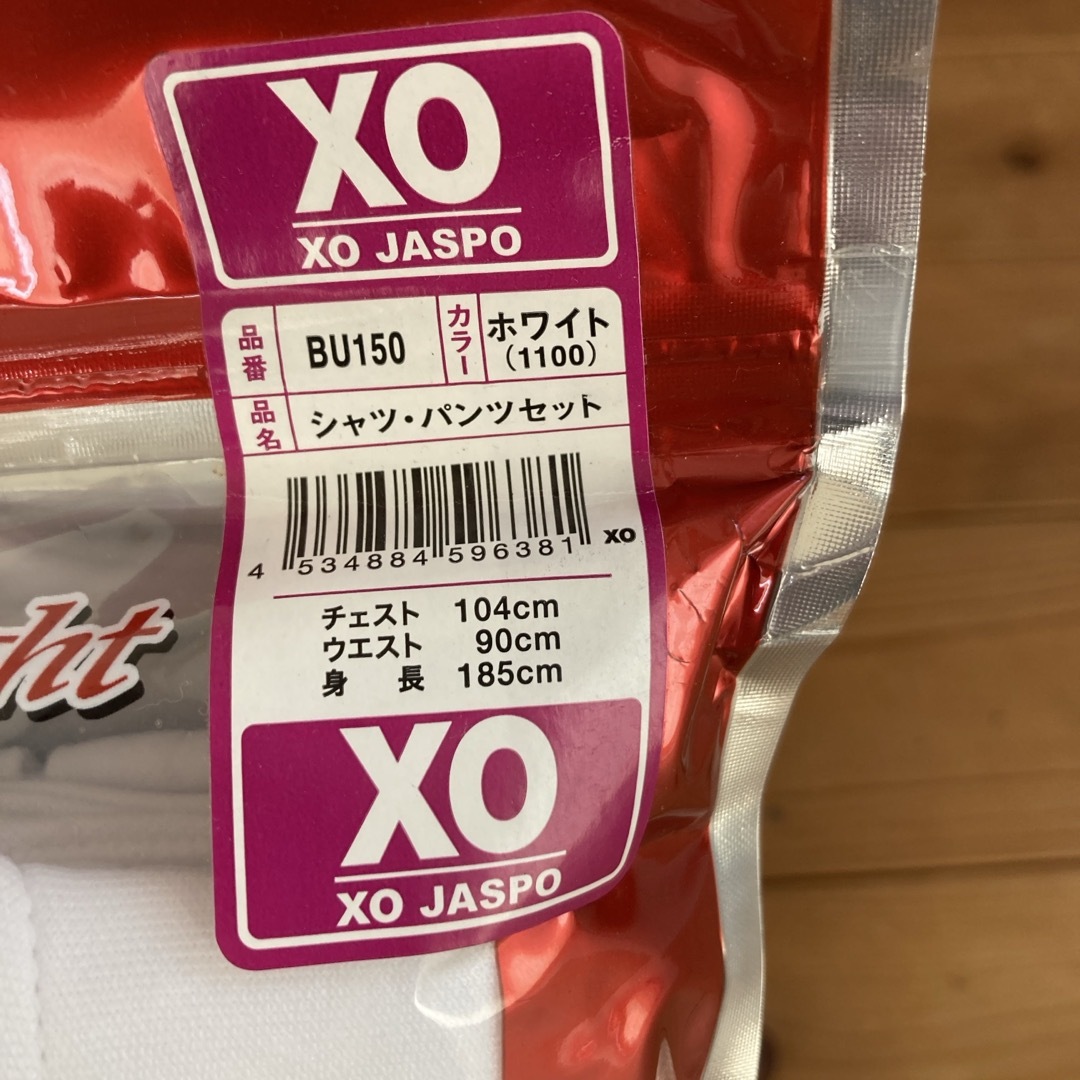 XO
XO JASPO
品番 BU150 カラー ホワイト
(1100)
品名 シャツ・パンツセット
4 534884 596381 XO
チェスト 104cm
ウエスト 90cm
身長 185cm
ght
XO
XO JASPO